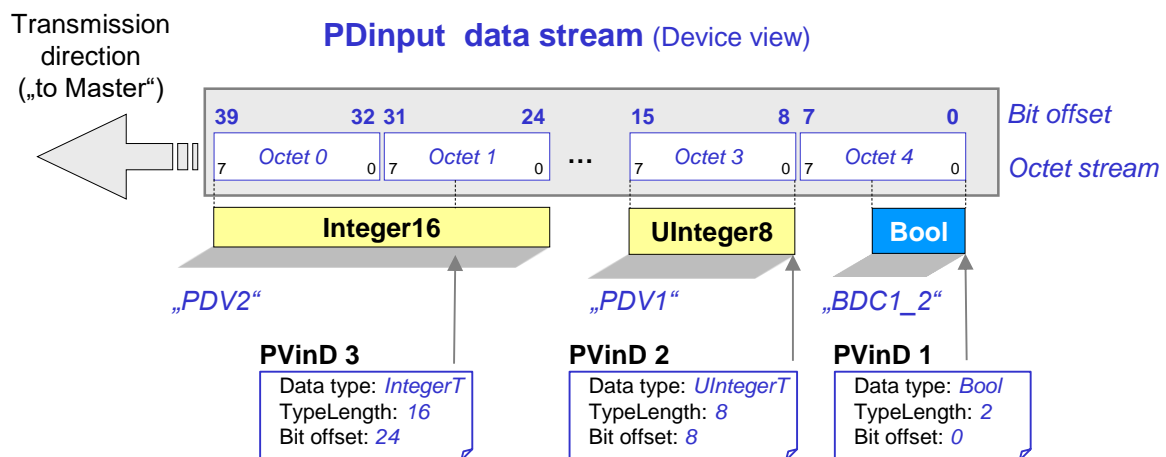 Transmission
direction
(„to Master“)
PDinput data stream (Device view)
39 32 31 24 15 8 7 0 Bit offset
Octet 0 Octet 1 ... Octet 3 Octet 4 Octet stream
7 0 7 0 7 0 7 0
Integer16 UInteger8 Bool
„PDV2“ „PDV1“ „BDC1_2“
PVinD 3
Data type: IntegerT
TypeLength: 16
Bit offset: 24
PVinD 2
Data type: UIntegerT
TypeLength: 8
Bit offset: 8
PVinD 1
Data type: Bool
TypeLength: 2
Bit offset: 0